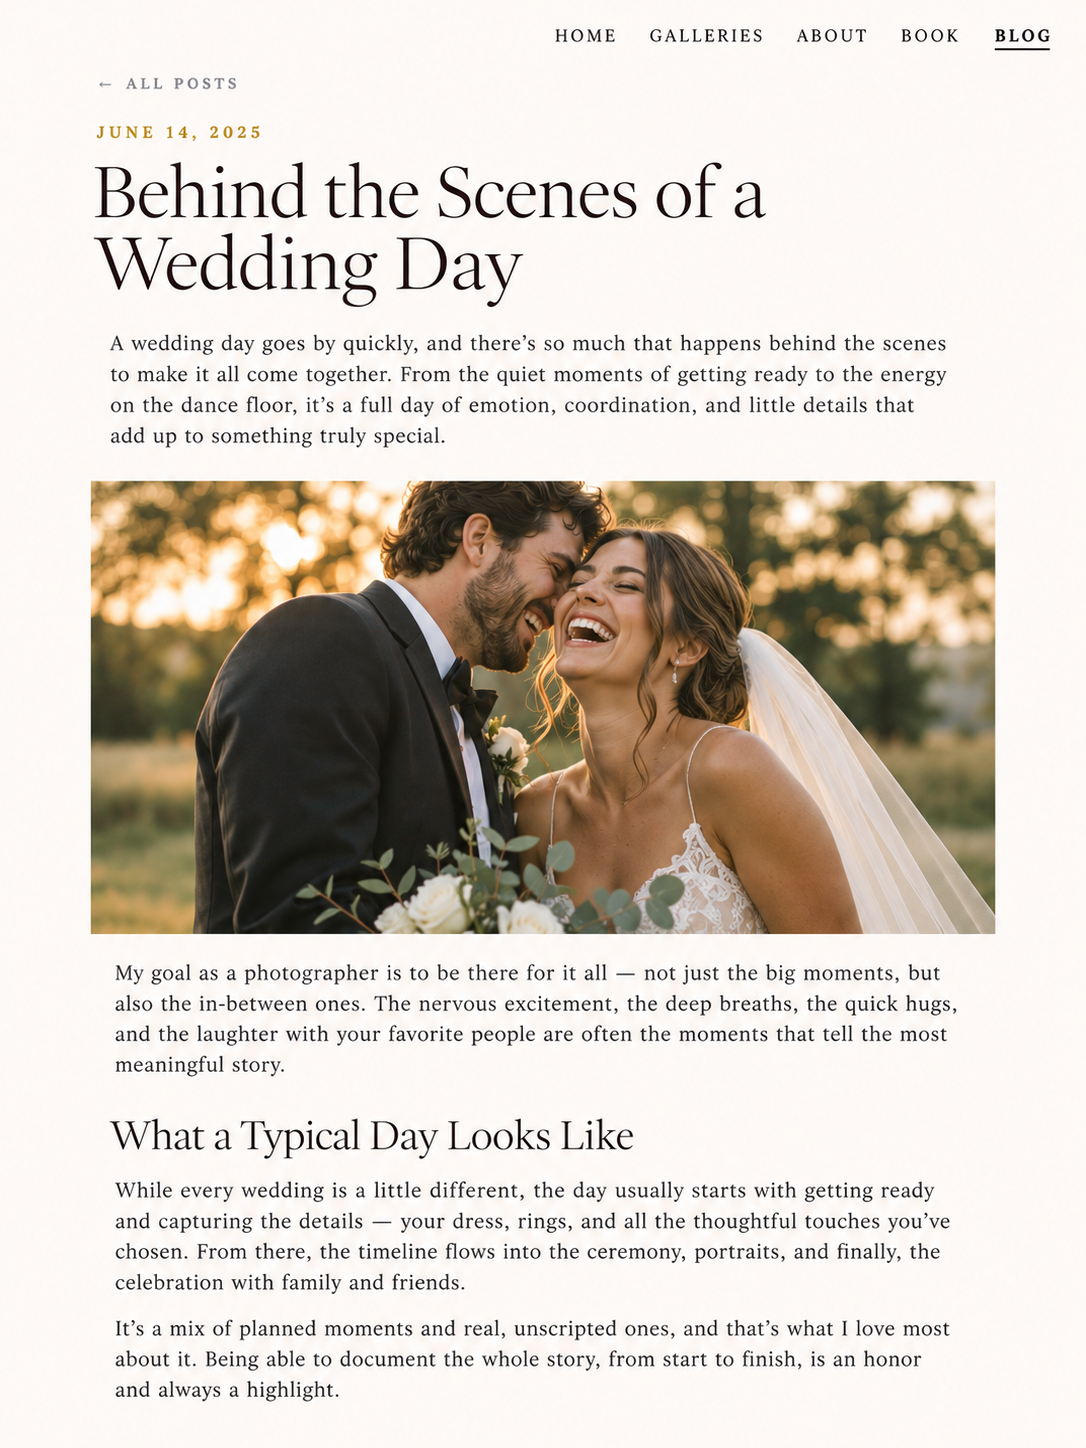 HOME GALLERIES ABOUT BOOK BLOG
← ALL POSTS
JUNE 14, 2025
Behind the Scenes of a
Wedding Day
A wedding day goes by quickly, and there’s so much that happens behind the scenes
to make it all come together. From the quiet moments of getting ready to the energy
on the dance floor, it’s a full day of emotion, coordination, and little details that
add up to something truly special.
My goal as a photographer is to be there for it all — not just the big moments, but
also the in-between ones. The nervous excitement, the deep breaths, the quick hugs,
and the laughter with your favorite people are often the moments that tell the most
meaningful story.
What a Typical Day Looks Like
While every wedding is a little different, the day usually starts with getting ready
and capturing the details — your dress, rings, and all the thoughtful touches you’ve
chosen. From there, the timeline flows into the ceremony, portraits, and finally, the
celebration with family and friends.
It’s a mix of planned moments and real, unscripted ones, and that’s what I love most
about it. Being able to document the whole story, from start to finish, is an honor
and always a highlight.